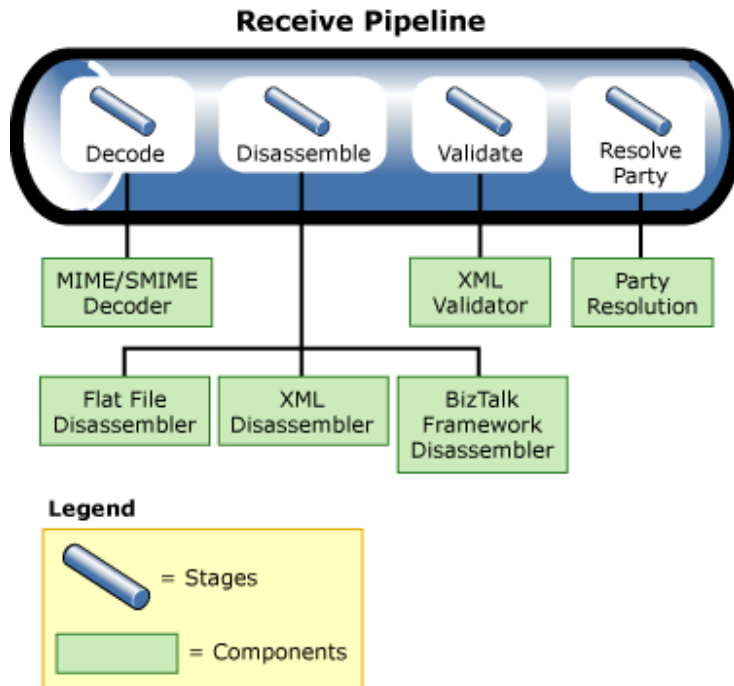 Receive Pipeline
Decode
Disassemble
Validate
Resolve
Party
MIME/SMIME
Decoder
XML
Validator
Party
Resolution
Flat File
Disassembler
XML
Disassembler
BizTalk
Framework
Disassembler
Legend
= Stages
= Components